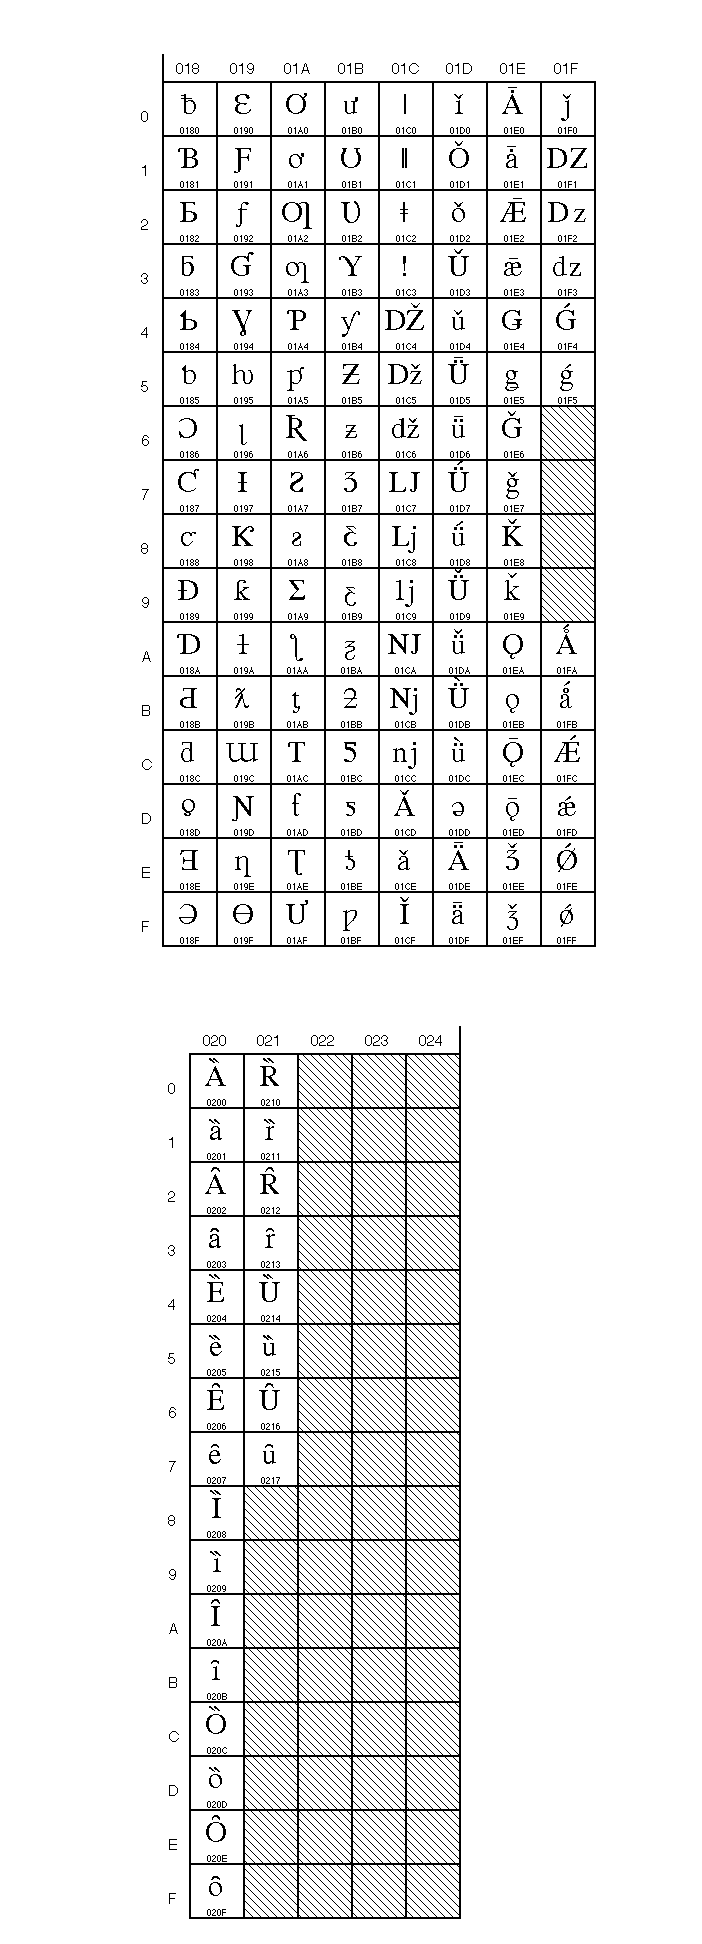 018 019 01A 01B 01C 01D 01E 01F
0 ƀ Ɛ Ơ ư ǀ ǐ Ǡ ǰ
0180 0190 01A0 01B0 01C0 01D0 01E0 01F0
1 Ɓ Ƒ ơ Ʊ ǁ Ǒ ǡ Ǳ
0181 0191 01A1 01B1 01C1 01D1 01E1 01F1
2 Ƃ ƒ Ƣ Ʋ ǂ ǒ Ǣ ǲ
0182 0192 01A2 01B2 01C2 01D2 01E2 01F2
3 ƃ Ɠ ƣ Ƴ ǃ Ǔ ǣ ǳ
0183 0193 01A3 01B3 01C3 01D3 01E3 01F3
4 Ƅ Ɣ Ƥ ƴ Ǆ ǔ Ǥ Ǵ
0184 0194 01A4 01B4 01C4 01D4 01E4 01F4
5 ƅ ƕ ƥ Ƶ ǅ Ǖ ǥ ǵ
0185 0195 01A5 01B5 01C5 01D5 01E5 01F5
6 Ɔ Ɩ Ʀ ƶ ǆ ǖ Ǧ
0186 0196 01A6 01B6 01C6 01D6 01E6
7 Ƈ Ɨ Ƨ Ʒ Ǉ Ǘ ǧ
0187 0197 01A7 01B7 01C7 01D7 01E7
8 ƈ Ƙ ƨ Ƹ ǈ ǘ Ǩ
0188 0198 01A8 01B8 01C8 01D8 01E8
9 Ɖ ƙ Ʃ ƹ ǉ Ǚ ǩ
0189 0199 01A9 01B9 01C9 01D9 01E9
A Ɗ ƚ ƪ ƺ Ǌ ǚ Ǫ Ǻ
018A 019A 01AA 01BA 01CA 01DA 01EA 01FA
B Ƌ ƛ ƫ ƻ ǋ Ǜ ǫ ǻ
018B 019B 01AB 01BB 01CB 01DB 01EB 01FB
C ƌ Ɯ Ƭ Ƽ ǌ ǜ Ǭ Ǽ
018C 019C 01AC 01BC 01CC 01DC 01EC 01FC
D ƍ Ɲ ƭ ƽ Ǎ ǝ ǭ ǽ
018D 019D 01AD 01BD 01CD 01DD 01ED 01FD
E Ǝ ƞ Ʈ ƾ ǎ Ǟ Ǯ Ǿ
018E 019E 01AE 01BE 01CE 01DE 01EE 01FE
F Ə Ɵ Ư ƿ Ǐ ǟ ǯ ǿ
018F 019F 01AF 01BF 01CF 01DF 01EF 01FF
020 021 022 023 024
0 Ȁ Ȑ
0200 0210
1 ȁ ȑ
0201 0211
2 Ȃ Ȓ
0202 0212
3 ȃ ȓ
0203 0213
4 Ȅ Ȕ
0204 0214
5 ȅ ȕ
0205 0215
6 Ȇ Ȗ
0206 0216
7 ȇ ȗ
0207 0217
8 Ȉ
0208
9 ȉ
0209
A Ȋ
020A
B ȋ
020B
C Ȍ
020C
D ȍ
020D
E Ȏ
020E
F ȏ
020F